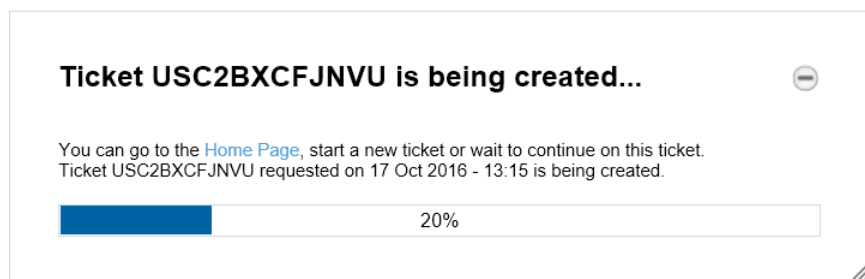 Ticket USC2BXCFJNVU is being created...
You can go to the Home Page, start a new ticket or wait to continue on this ticket.
Ticket USC2BXCFJNVU requested on 17 Oct 2016 - 13:15 is being created.
20%